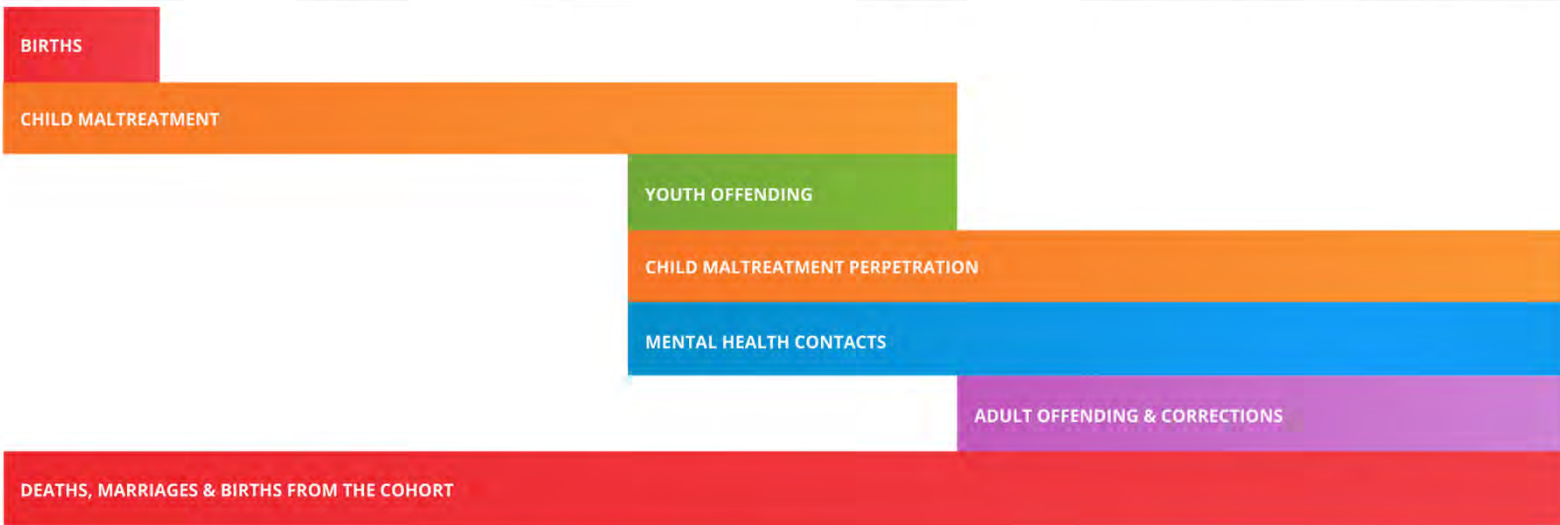 BIRTHS
CHILD MALTREATMENT
YOUTH OFFENDING
CHILD MALTREATMENT PERPETRATION
MENTAL HEALTH CONTACTS
ADULT OFFENDING & CORRECTIONS
DEATHS, MARRIAGES & BIRTHS FROM THE COHORT